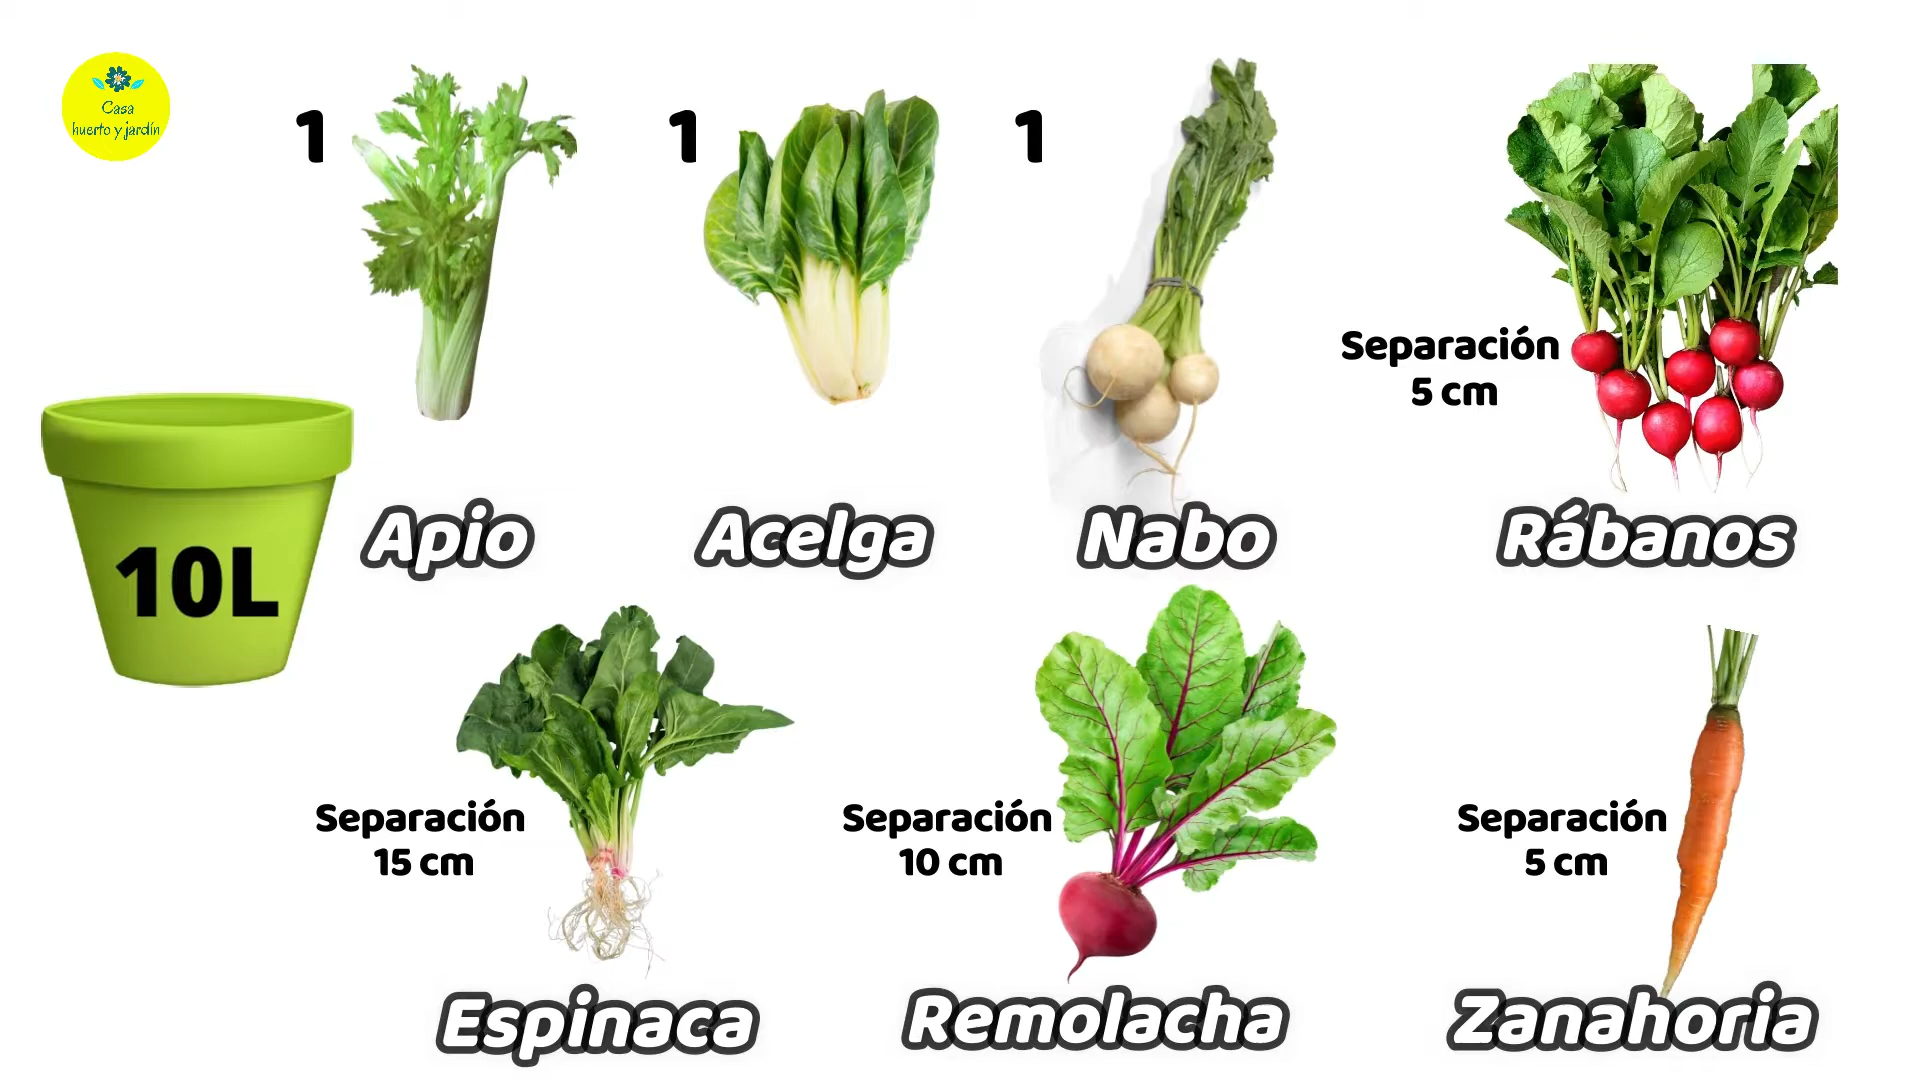 Casa
huerto y jardín
1
1
1
Separación
5 cm
10L
Apio
Acelga
Nabo
Rábanos
Separación
15 cm
Separación
10 cm
Separación
5 cm
Espinaca
Remolacha
Zanahoria